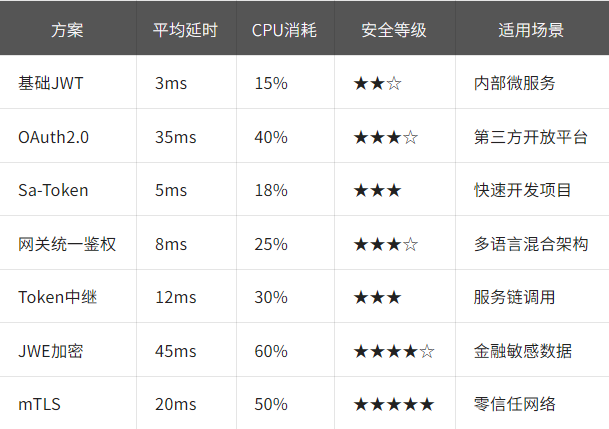 方案 平均延时 CPU消耗 安全等级 适用场景
基础JWT 3ms 15% ★★☆ 内部微服务
OAuth2.0 35ms 40% ★★★☆ 第三方开放平台
Sa-Token 5ms 18% ★★★ 快速开发项目
网关统一鉴权 8ms 25% ★★★☆ 多语言混合架构
Token中继 12ms 30% ★★★ 服务链调用
JWE加密 45ms 60% ★★★★☆ 金融敏感数据
mTLS 20ms 50% ★★★★★ 零信任网络